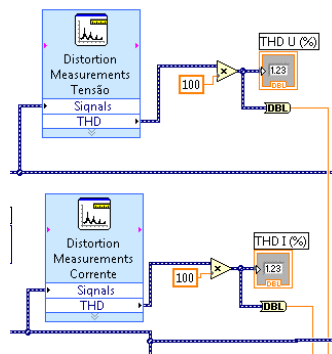 Distortion
Measurements
Tensão
Signals
THD
100
x
THD U (%)
1.23
DBL
DBL
Distortion
Measurements
Corrente
Signals
THD
100
x
THD I (%)
1.23
DBL
DBL